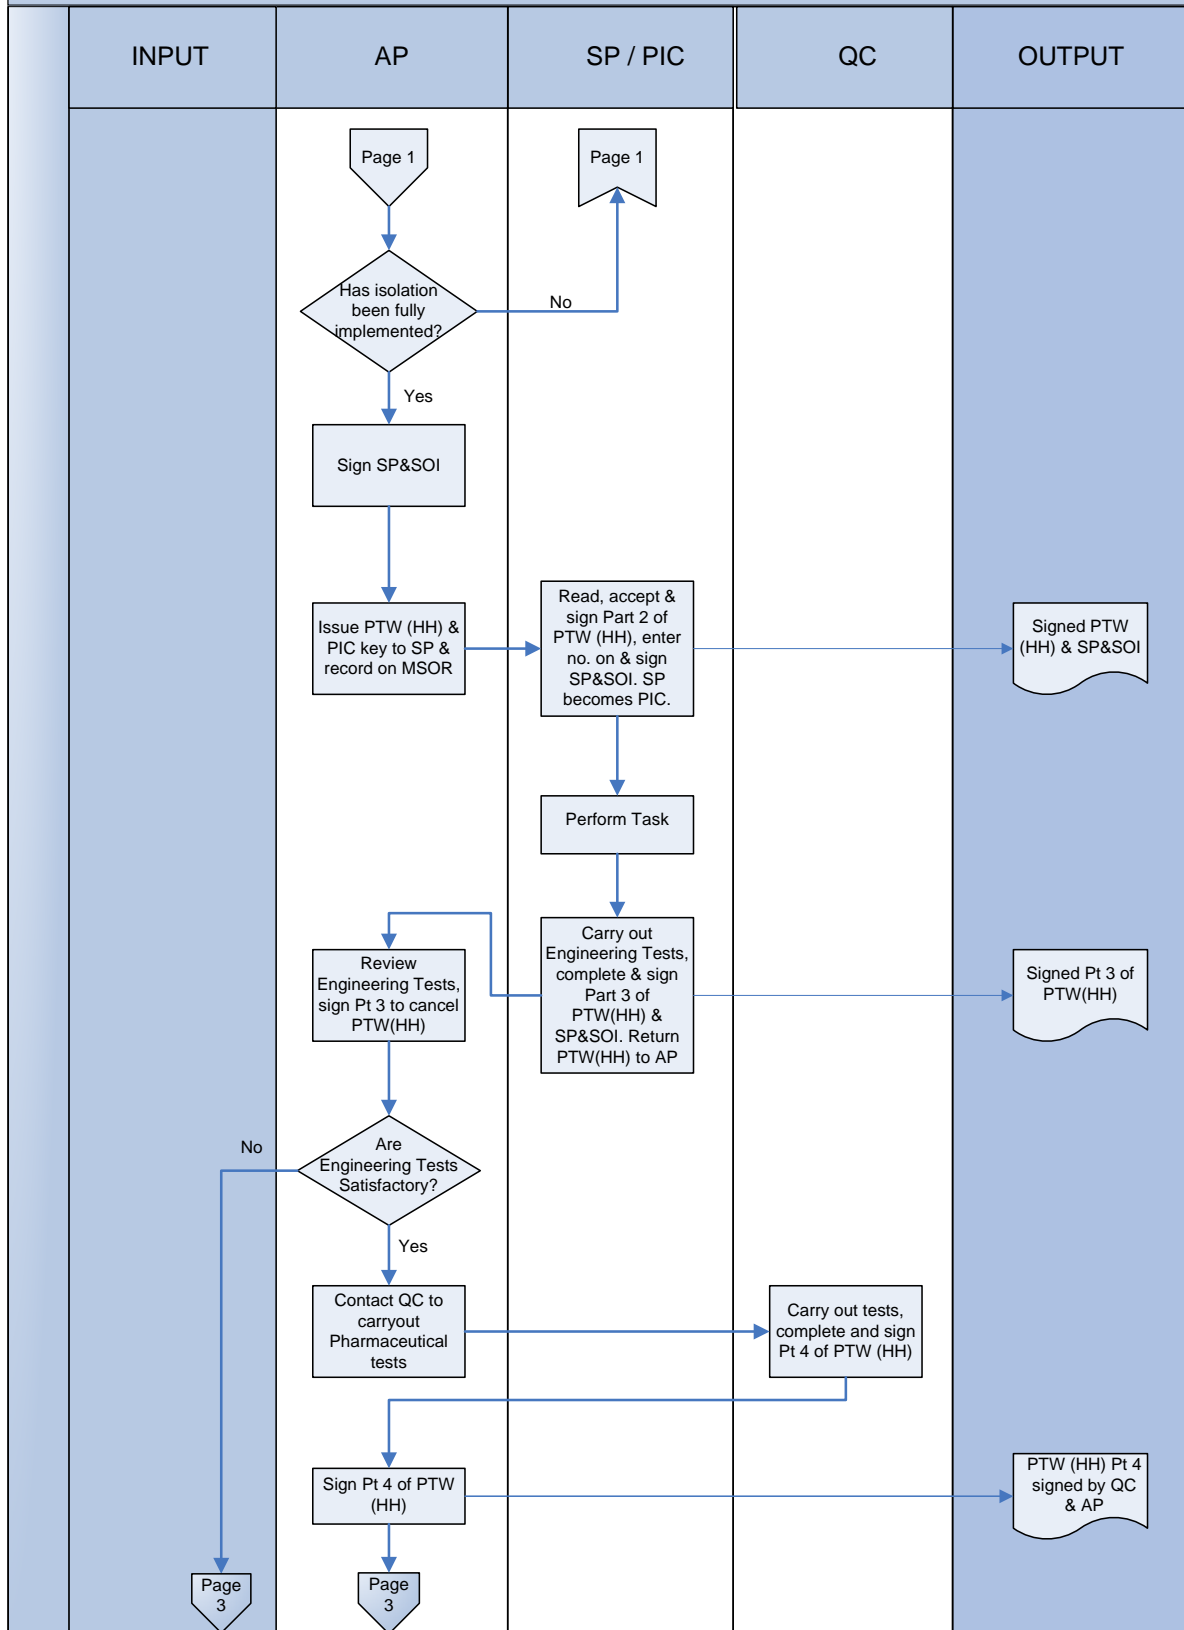 INPUT
AP
SP / PIC
QC
OUTPUT
Page 1
Page 1
Has isolation
been fully
implemented?
No
Yes
Sign SP&SOI
Issue PTW (HH) &
PIC key to SP &
record on MSOR
Read, accept &
sign Part 2 of
PTW (HH), enter
no. on & sign
SP&SOI. SP
becomes PIC.
Signed PTW
(HH) & SP&SOI
Perform Task
Carry out
Engineering Tests,
complete & sign
Part 3 of
PTW(HH) &
SP&SOI. Return
PTW(HH) to AP
Review
Engineering Tests,
sign Pt 3 to cancel
PTW(HH)
Signed Pt 3 of
PTW(HH)
No
Are
Engineering Tests
Satisfactory?
Yes
Contact QC to
carryout
Pharmaceutical
tests
Carry out tests,
complete and sign
Pt 4 of PTW (HH)
Sign Pt 4 of PTW
(HH)
PTW (HH) Pt 4
signed by QC
& AP
Page
3
Page
3